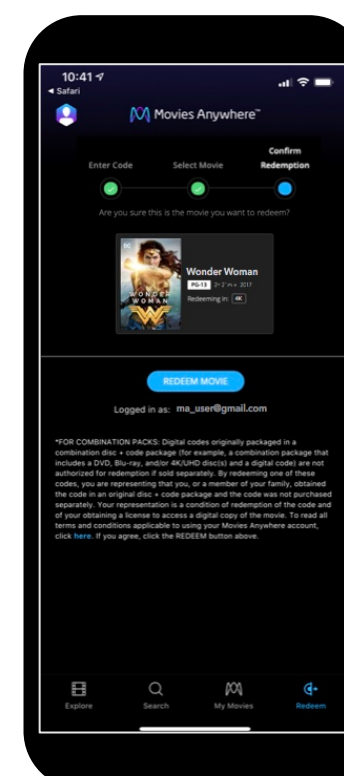 10:41
◀ Safari
Movies Anywhere™
Enter Code
Select Movie
Confirm
Redemption
Are you sure this is the movie you want to redeem?
DC
WONDER
WOMAN
Wonder Woman
PG-13 2017
Redeeming in: 4K
REDEEM MOVIE
Logged in as: ma_user@gmail.com
*FOR COMBINATION PACKS: Digital codes originally packaged in a
combination disc + code package (for example, a combination package that
includes a DVD, Blu-ray, and/or 4K/UHD disc(s) and a digital code) are not
authorized for redemption if sold separately. By redeeming one of these
codes, you are representing that you, or a member of your family, obtained
the code in an original disc + code package and the code was not purchased
separately. Your representation is a condition of redemption of the code and
of your obtaining a license to access a digital copy of the movie. To read all
terms and conditions applicable to using your Movies Anywhere account,
click here. If you agree, click the REDEEM button above.
Explore
Search
My Movies
Redeem